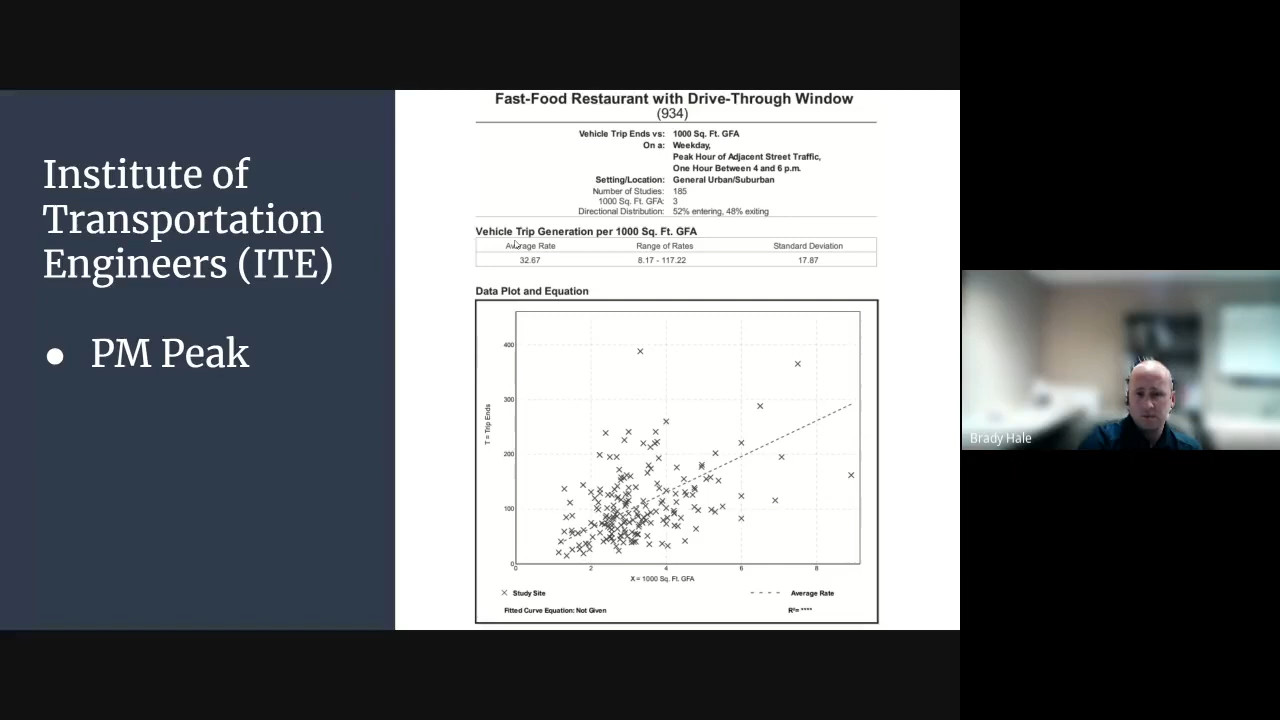 Institute of
Transportation
Engineers (ITE)
● PM Peak
Fast-Food Restaurant with Drive-Through Window
(934)
Vehicle Trip Ends vs: 1000 Sq. Ft. GFA
On a: Weekday,
Peak Hour of Adjacent Street Traffic,
One Hour Between 4 and 6 p.m.
Setting/Location: General Urban/Suburban
Number of Studies: 185
1000 Sq. Ft. GFA: 3
Directional Distribution: 52% entering, 48% exiting
Vehicle Trip Generation per 1000 Sq. Ft. GFA
Average Rate Range of Rates Standard Deviation
32.67 8.17 - 117.22 17.87
Data Plot and Equation
400
300
200
100
0
T = Trip Ends
0 2 4 6 8
X = 1000 Sq. Ft. GFA
Study Site Average Rate
Fitted Curve Equation: Not Given R²= ****
Brady Hale